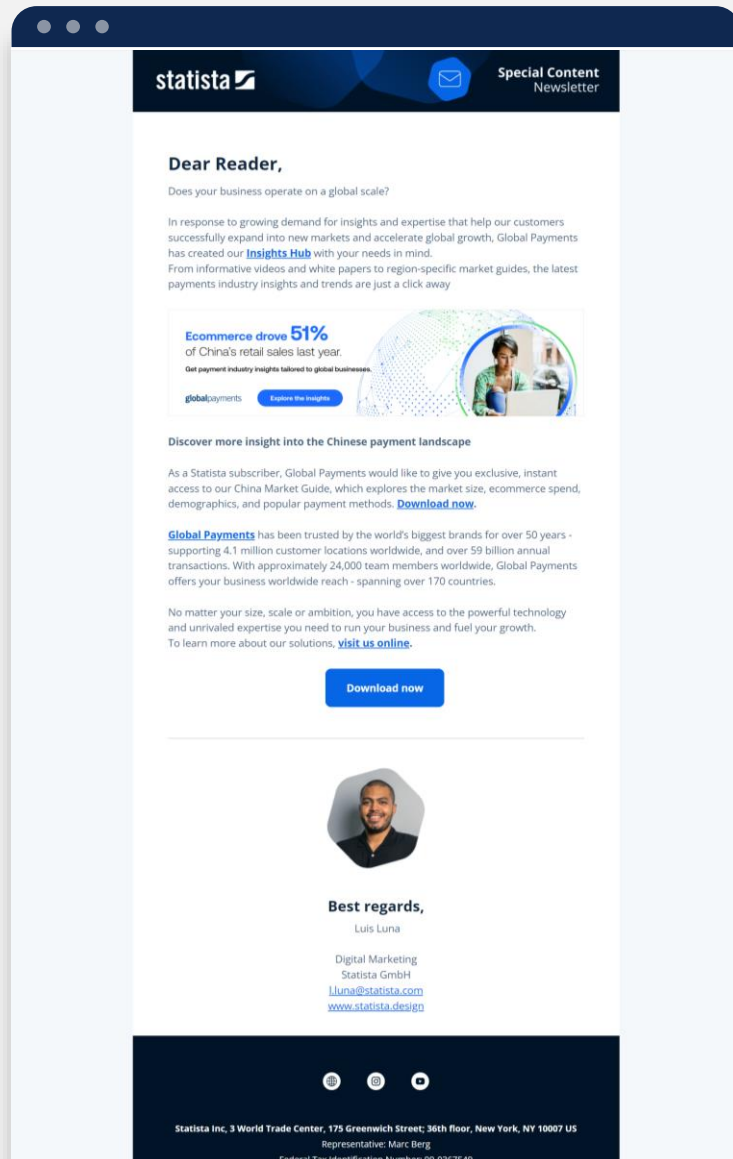 statista
Special Content
Newsletter
Dear Reader,
Does your business operate on a global scale?
In response to growing demand for insights and expertise that help our customers
successfully expand into new markets and accelerate global growth, Global Payments
has created our Insights Hub with your needs in mind.
From informative videos and white papers to region-specific market guides, the latest
payments industry insights and trends are just a click away
Ecommerce drove 51%
of China's retail sales last year.
Get payment industry insights tailored to global businesses.
globalpayments
Explore the insights
Discover more insight into the Chinese payment landscape
As a Statista subscriber, Global Payments would like to give you exclusive, instant
access to our China Market Guide, which explores the market size, ecommerce spend,
demographics, and popular payment methods. Download now.
Global Payments has been trusted by the world's biggest brands for over 50 years -
supporting 4.1 million customer locations worldwide, and over 59 billion annual
transactions. With approximately 24,000 team members worldwide, Global Payments
offers your business worldwide reach - spanning over 170 countries.
No matter your size, scale or ambition, you have access to the powerful technology
and unrivaled expertise you need to run your business and fuel your growth.
To learn more about our solutions, visit us online.
Download now
Best regards,
Luis Luna
Digital Marketing
Statista GmbH
l.luna@statista.com
www.statista.design
Statista Inc, 3 World Trade Center, 175 Greenwich Street; 36th floor, New York, NY 10007 US
Representative: Marc Berg
Federal Tax Identification Number: